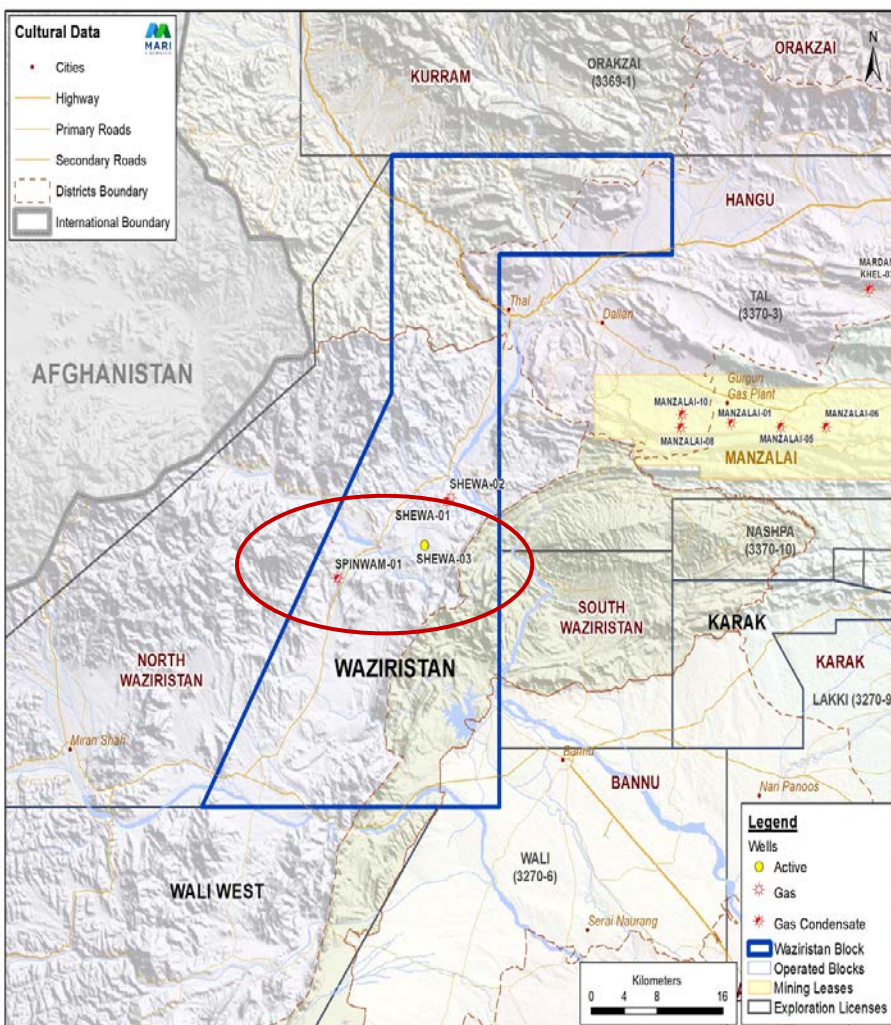 Cultural Data
MARI
Cities
Highway
Primary Roads
Secondary Roads
Districts Boundary
International Boundary
N
ORAKZAI
ORAKZAI
(3369-1)
KURRAM
HANGU
MARDAN
TAL
(3370-3)
Thal
Dallan
AFGHANISTAN
Gurguri
Gas Plant
MANZALAI-10
MANZALAI-01
MANZALAI-06
MANZALAI-08
MANZALAI-05
MANZALAI
SHEWA-02
SHEWA-01
SHEWA-03
SPINWAM-01
NASHPA
(3370-10)
SOUTH
WAZIRISTAN
KARAK
NORTH
WAZIRISTAN
WAZIRISTAN
KARAK
LAKKI (3270-9
Miran Shah
Bannu
BANNU
Nari Panoos
WALI
(3270-6)
WALI WEST
Serai Naurang
Kilometers
0 4 8 16
Legend
Wells
Active
Gas
Gas Condensate
Waziristan Block
Operated Blocks
Mining Leases
Exploration Licenses